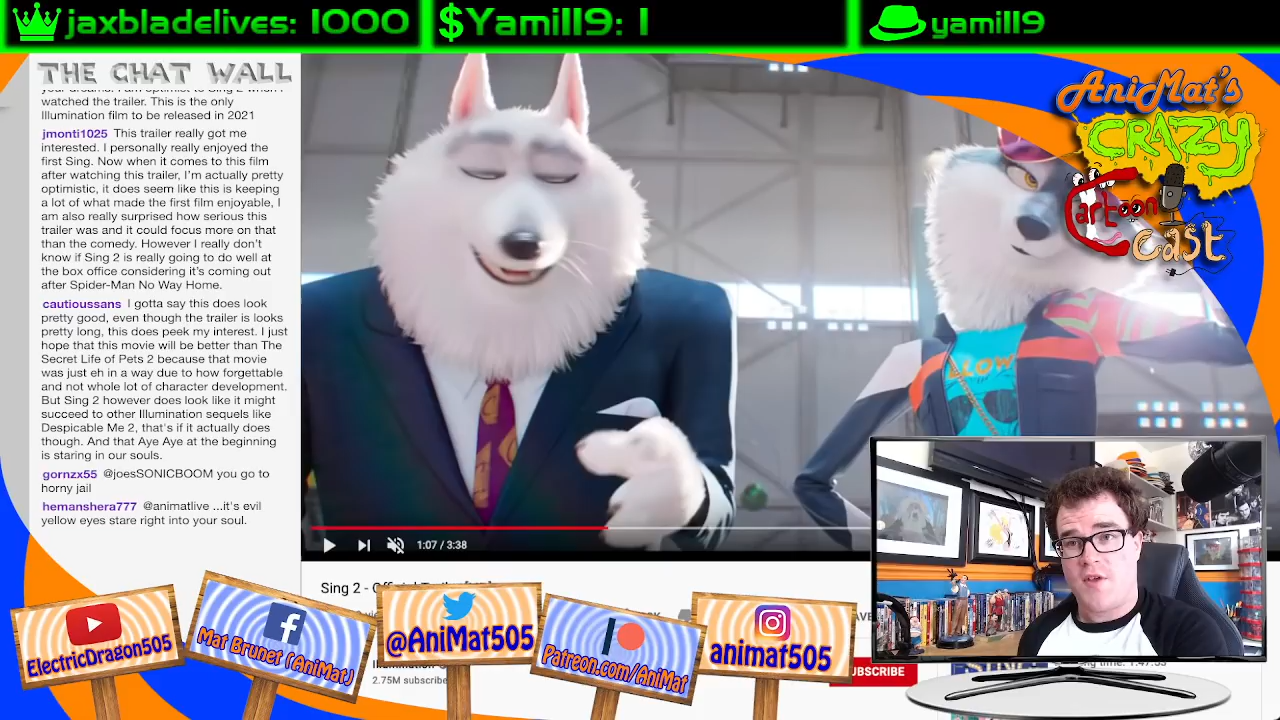 jaxbladelives: 1000
$Yamil19: 1
yamil19
THE CHAT WALL
watched the trailer. This is the only
Illumination film to be released in 2021
jmonti1025 This trailer really got me
interested. I personally really enjoyed the
first Sing. Now when it comes to this film
after watching this trailer, I'm actually pretty
optimistic, it does seem like this is keeping
a lot of what made the first film enjoyable, I
am also really surprised how serious this
trailer was and it could focus more on that
than the comedy. However I really don't
know if Sing 2 is really going to do well at
the box office considering it's coming out
after Spider-Man No Way Home.
cautioussans I gotta say this does look
pretty good, even though the trailer is looks
pretty long, this does peek my interest. I just
hope that this movie will be better than The
Secret Life of Pets 2 because that movie
was just eh in a way due to how forgettable
and not whole lot of character development.
But Sing 2 however does look like it might
succeed to other Illumination sequels like
Despicable Me 2, that's if it actually does
though. And that Aye Aye at the beginning
is staring in our souls.
gornzx55 @joesSONICBOOM you go to
horny jail
hemanshera777 @animatlive ...it's evil
yellow eyes stare right into your soul.
AniMat's
CRAZY
Cartoon
Cast
1:07 / 3:38
Sing 2 -
2.75M subscribe
SUBSCRIBE
ElectricDragon505
Mat Brunet (AniMat)
@AniMat505
Patreon.com/AniMat
animat505